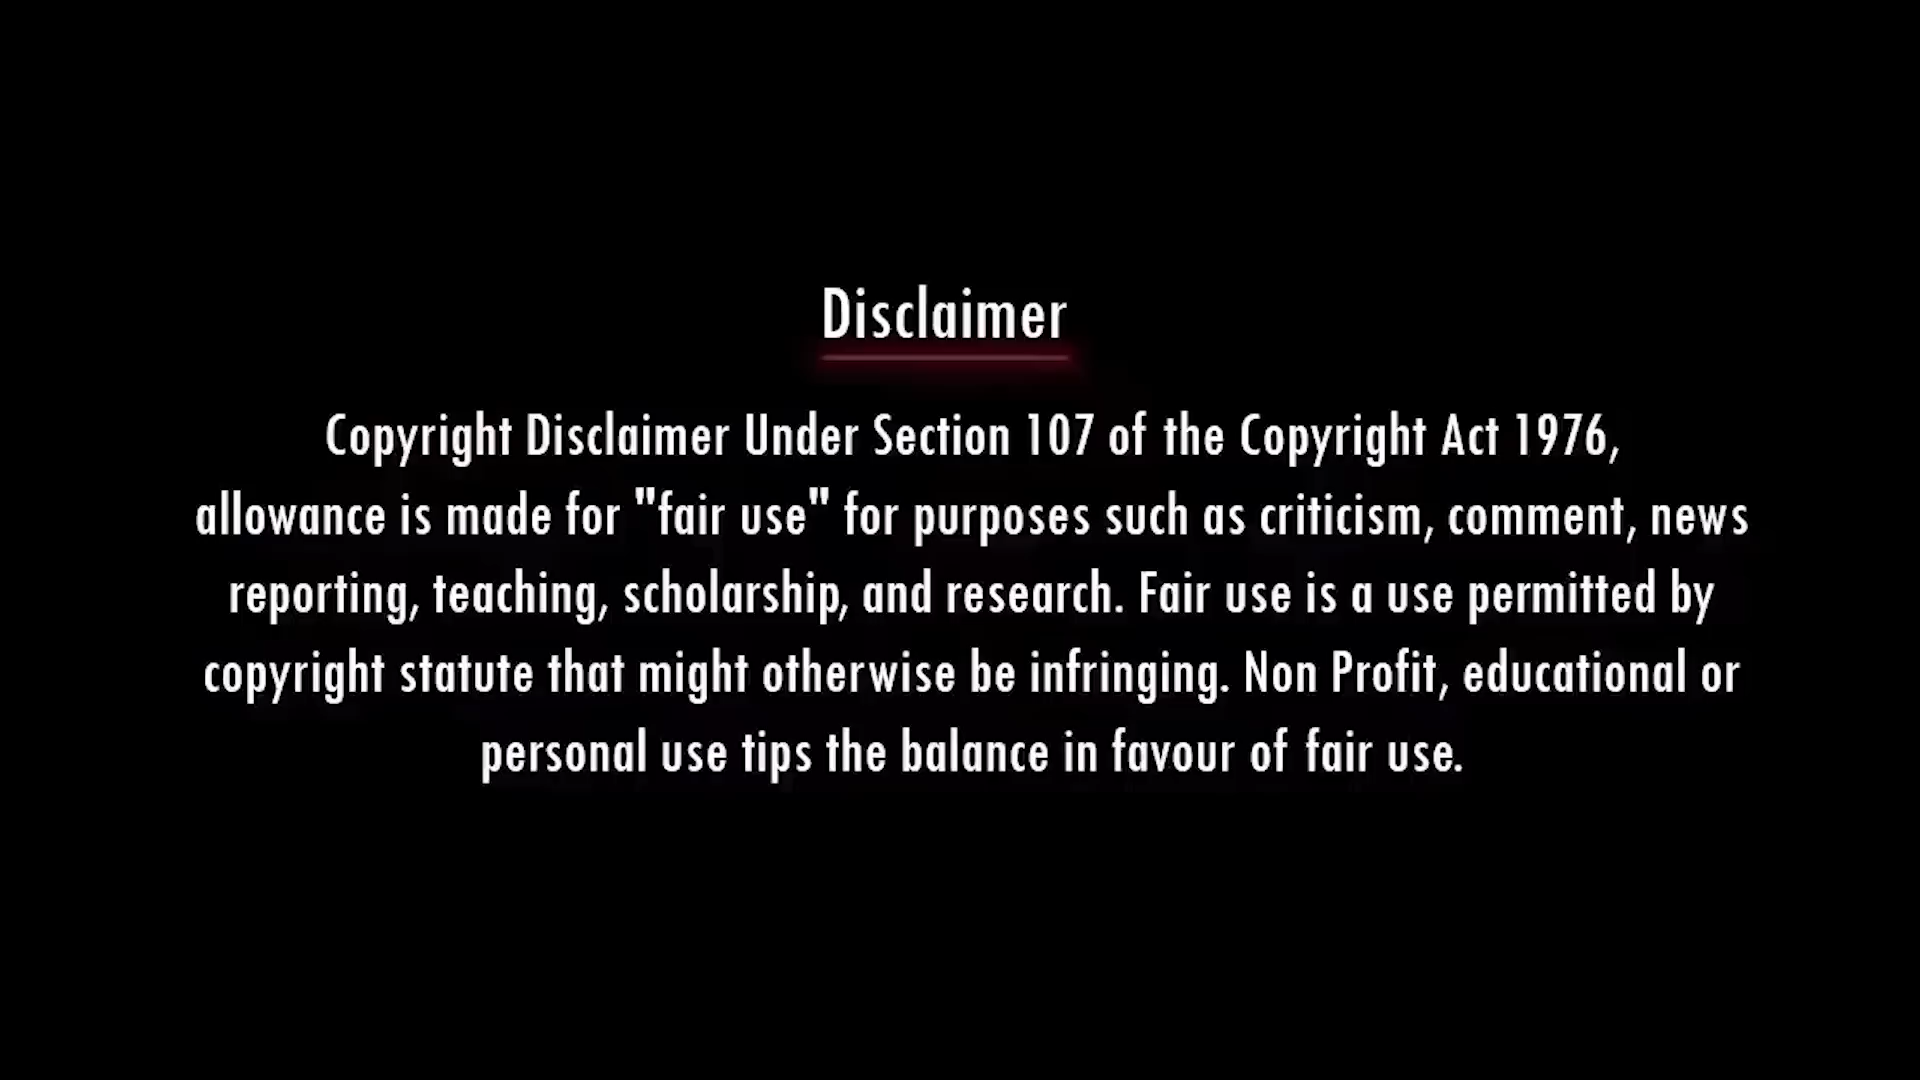 Disclaimer
Copyright Disclaimer Under Section 107 of the Copyright Act 1976,
allowance is made for "fair use" for purposes such as criticism, comment, news
reporting, teaching, scholarship, and research. Fair use is a use permitted by
copyright statute that might otherwise be infringing. Non Profit, educational or
personal use tips the balance in favour of fair use.